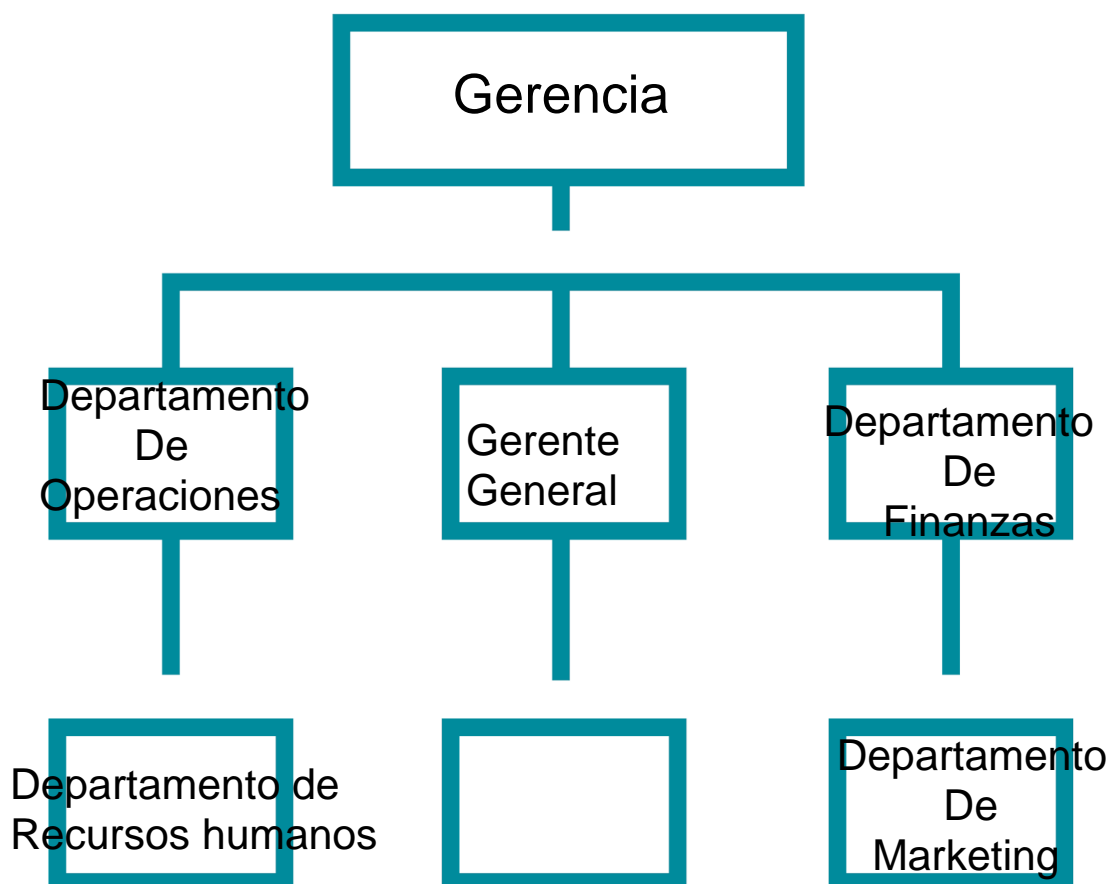 Gerencia
Departamento
De
Operaciones
Gerente
General
Departamento
De
Finanzas
Departamento de
Recursos humanos
Departamento
De
Marketing